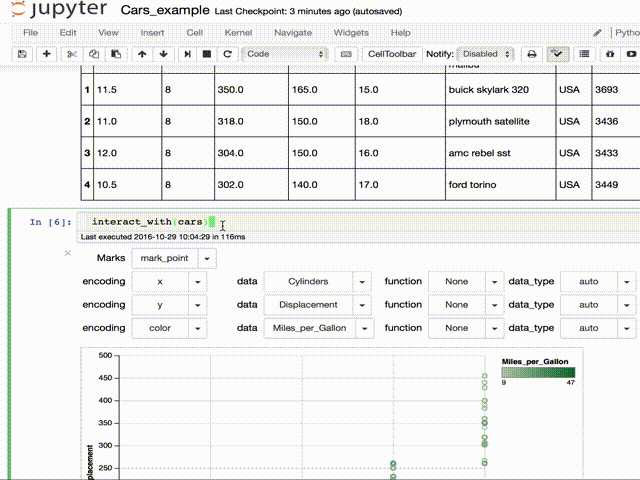 jupyter Cars_example Last Checkpoint: 3 minutes ago (autosaved)
File Edit View Insert Cell Kernel Navigate Widgets Help Pytho
Code CellToolbar Notify: Disabled
malibu
1 11.5 8 350.0 165.0 15.0 buick skylark 320 USA 3693
2 11.0 8 318.0 150.0 18.0 plymouth satellite USA 3436
3 12.0 8 304.0 150.0 16.0 amc rebel sst USA 3433
4 10.5 8 302.0 140.0 17.0 ford torino USA 3449
In [6]: interact_with(cars)
Last executed 2016-10-29 10:04:29 in 116ms
Marks mark_point
encoding x data Cylinders function None data_type auto
encoding y data Displacement function None data_type auto
encoding color data Miles_per_Gallon function None data_type auto
500
450
400
350
300
250
placement
Miles_per_Gallon
9 47